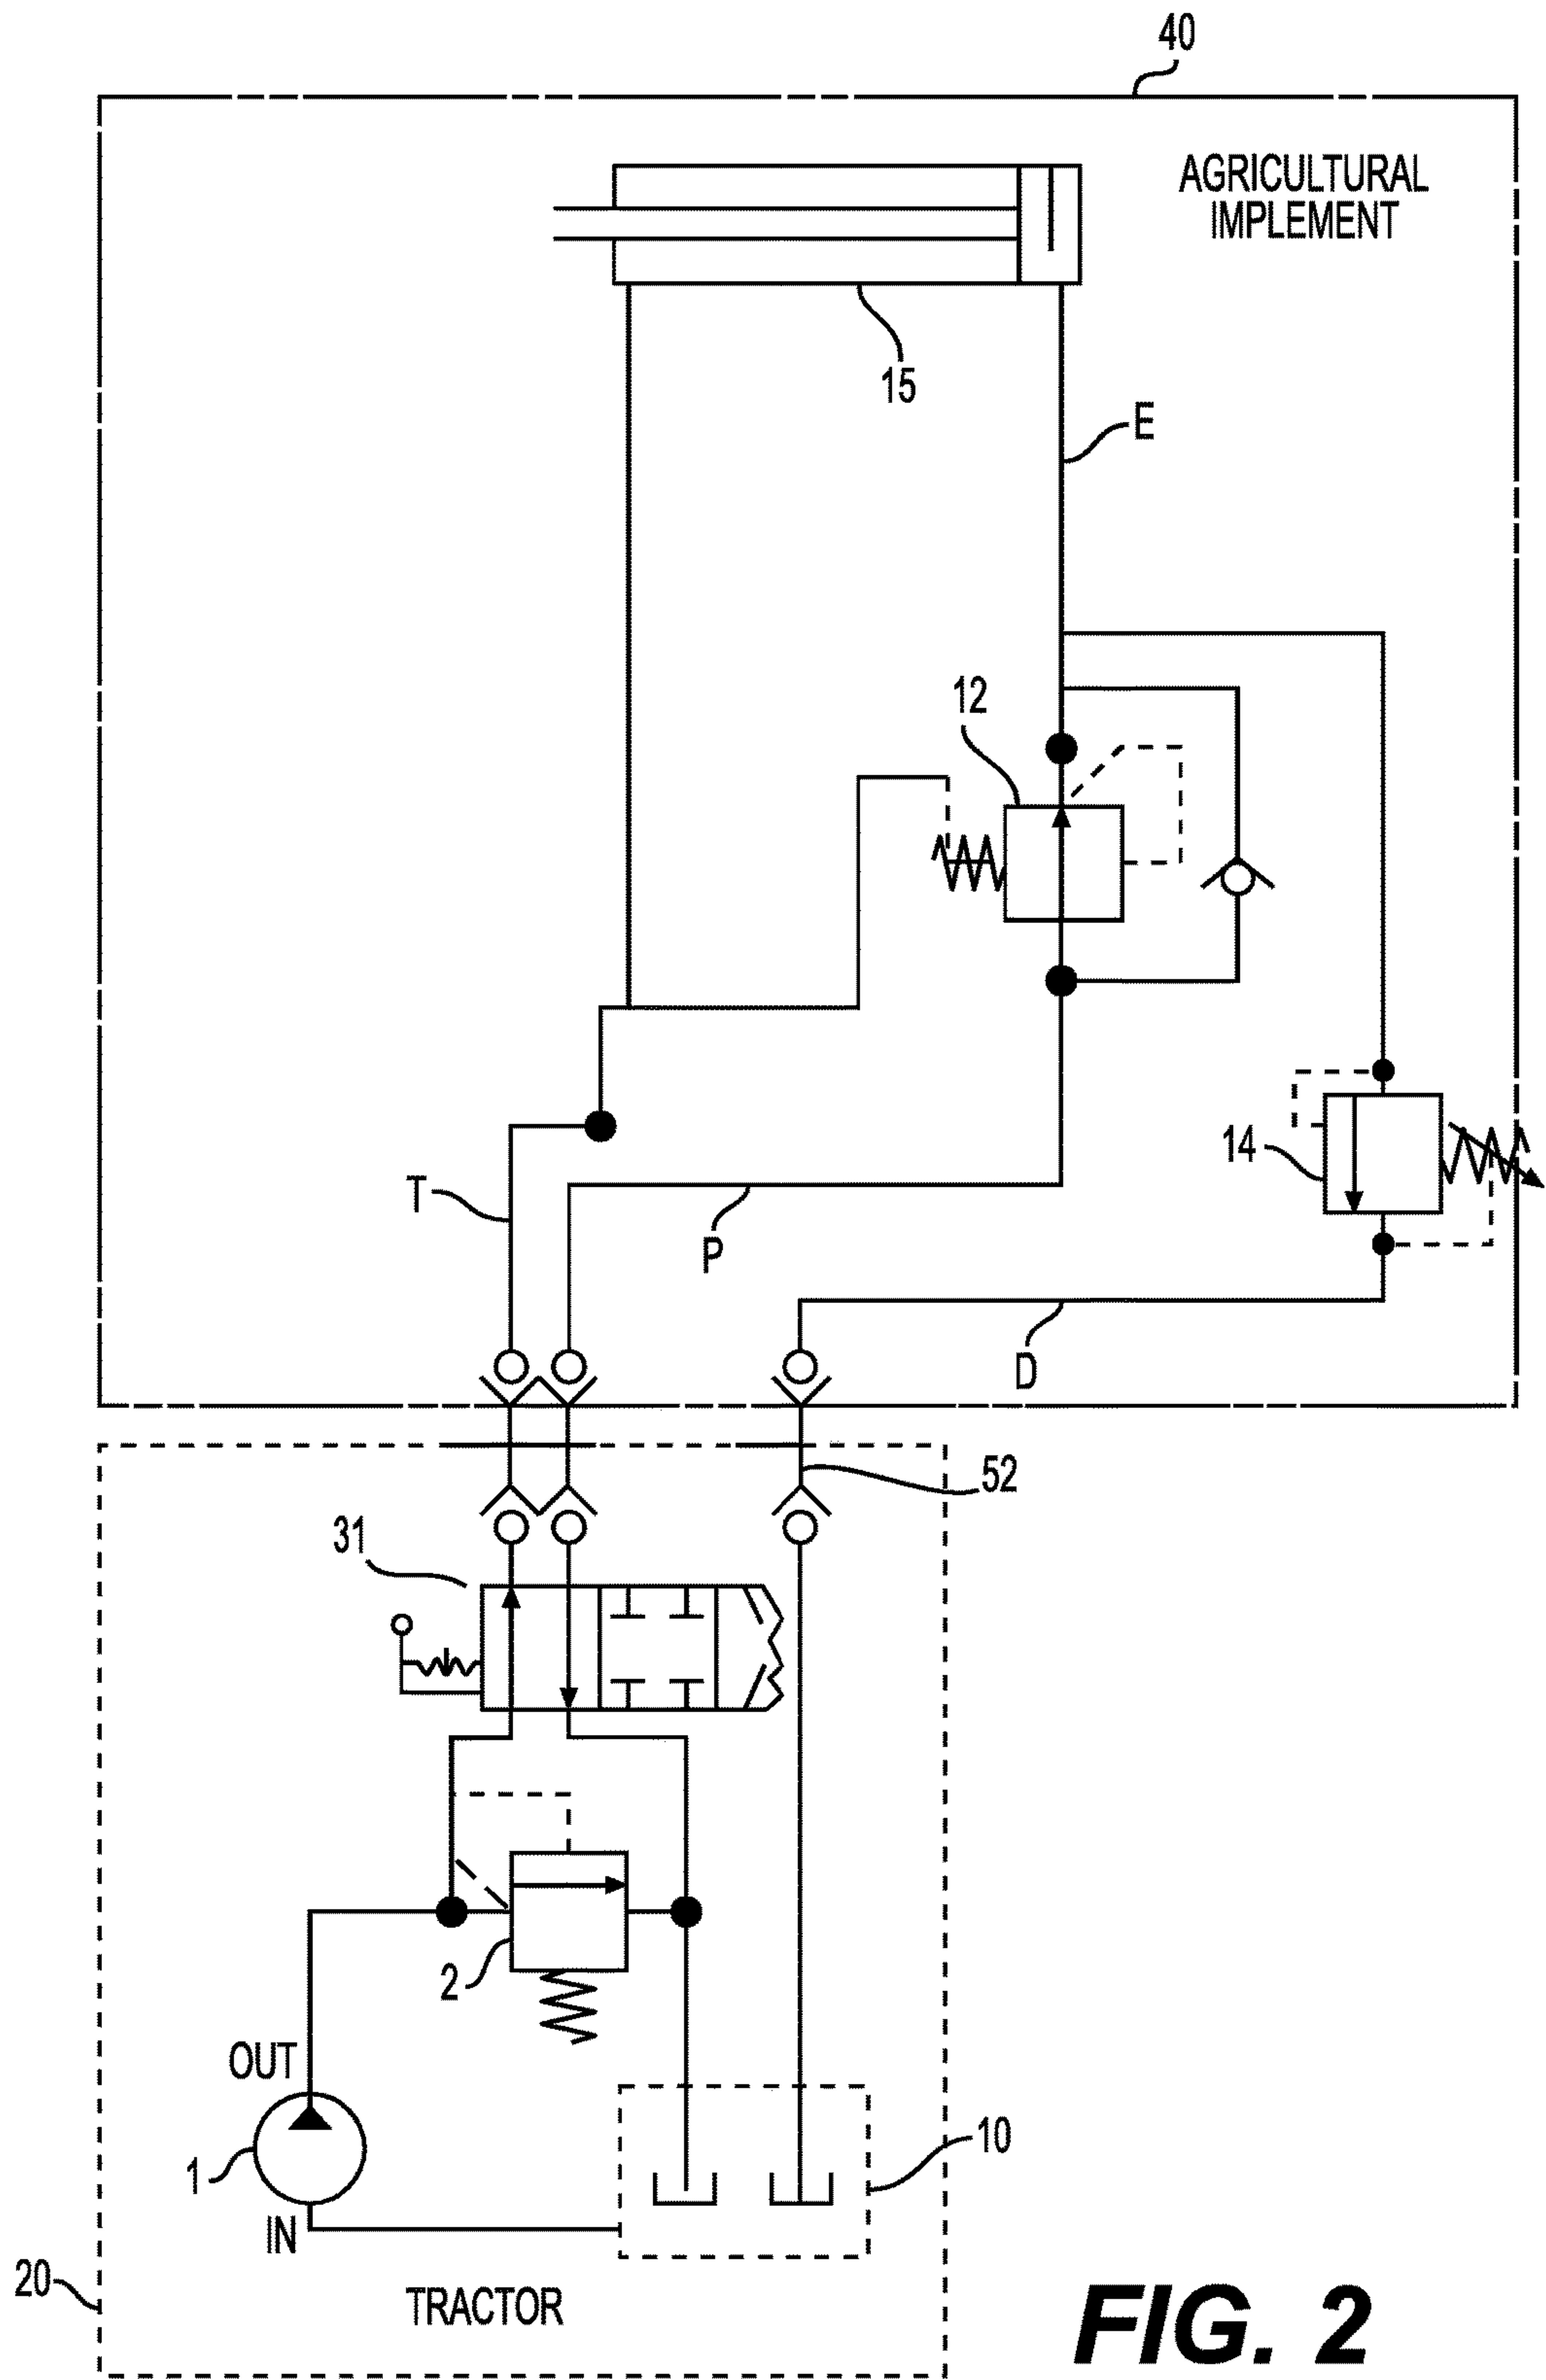 40
AGRICULTURAL
IMPLEMENT
15
E
12
14
T
P
D
52
31
2
OUT
1
10
IN
20
TRACTOR
FIG. 2